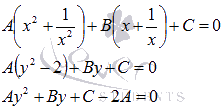 A(x² + 1/x²) + B(x + 1/x) + C = 0
A(y² − 2) + By + C = 0
Ay² + By + C − 2A = 0